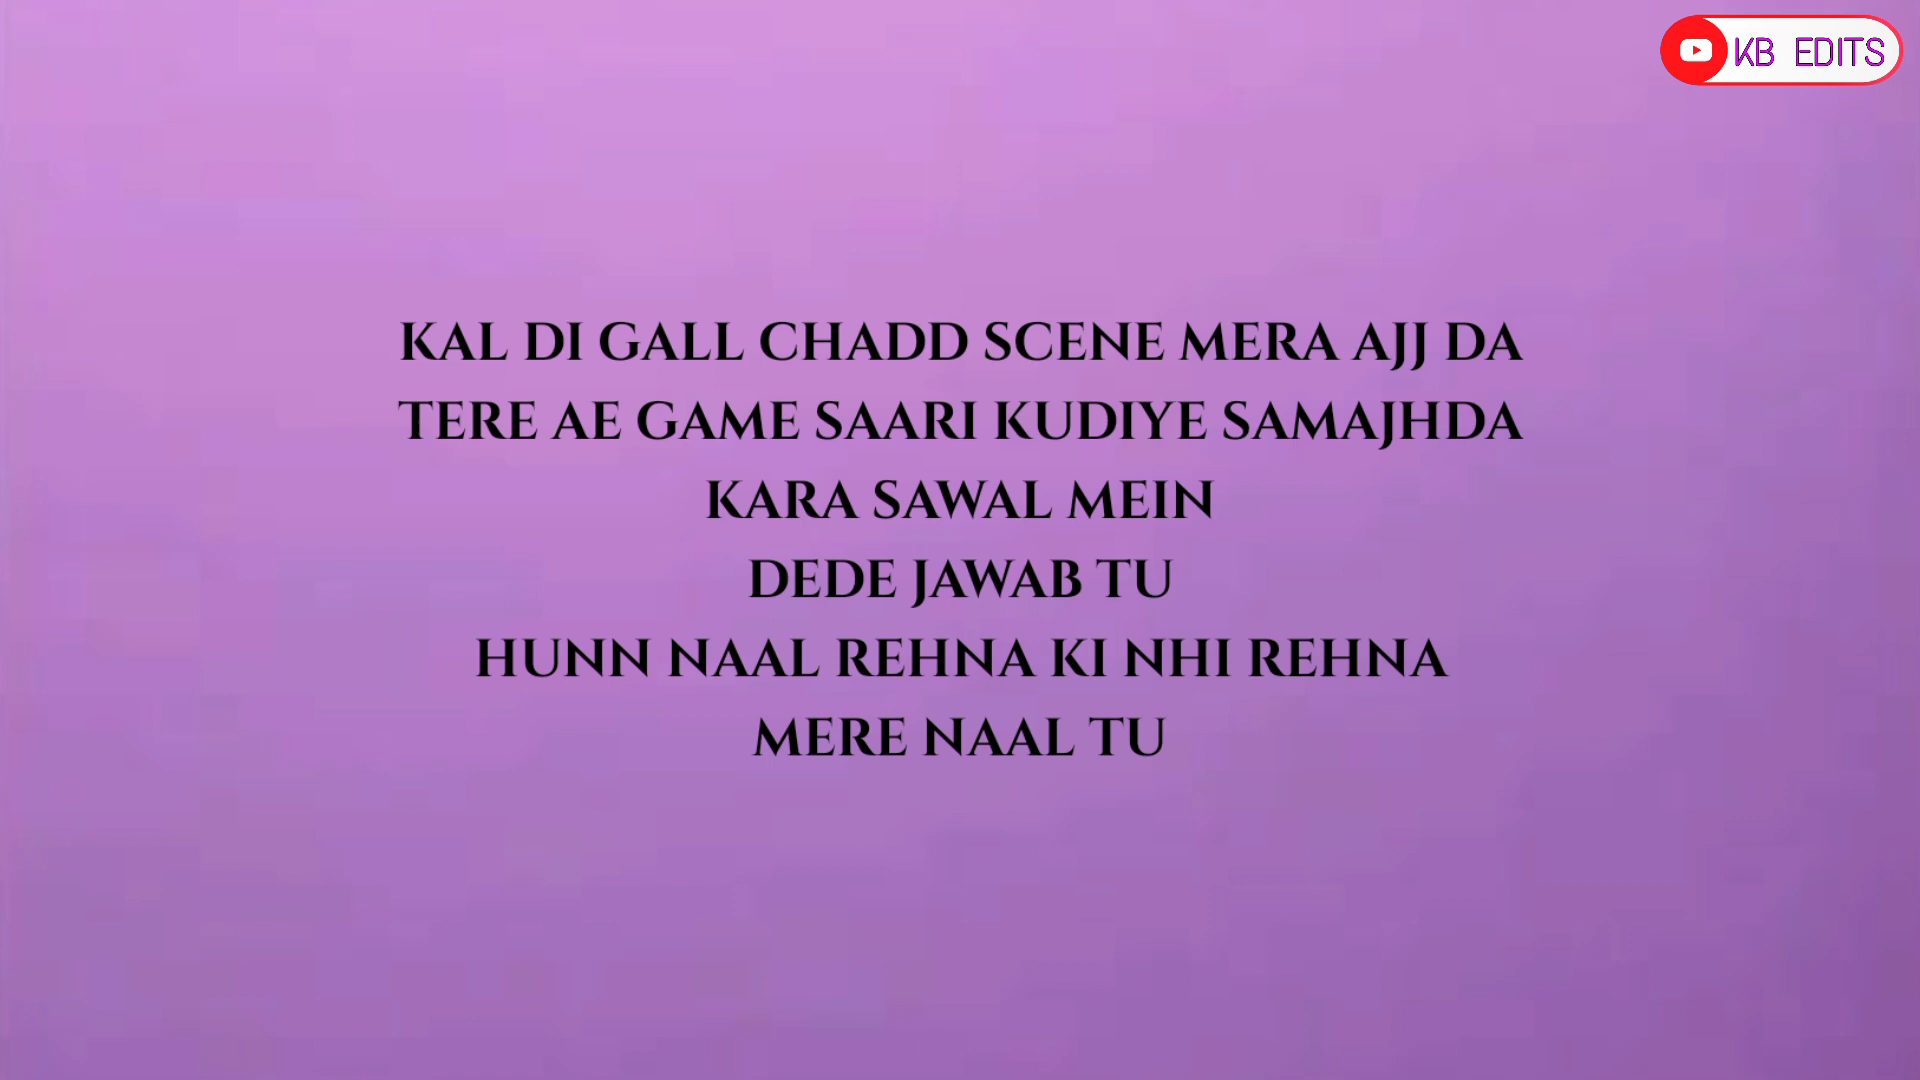 KB EDITS
KAL DI GALL CHADD SCENE MERA AJJ DA
TERE AE GAME SAARI KUDIYE SAMAJHDA
KARA SAWAL MEIN
DEDE JAWAB TU
HUNN NAAL REHNA KI NHI REHNA
MERE NAAL TU